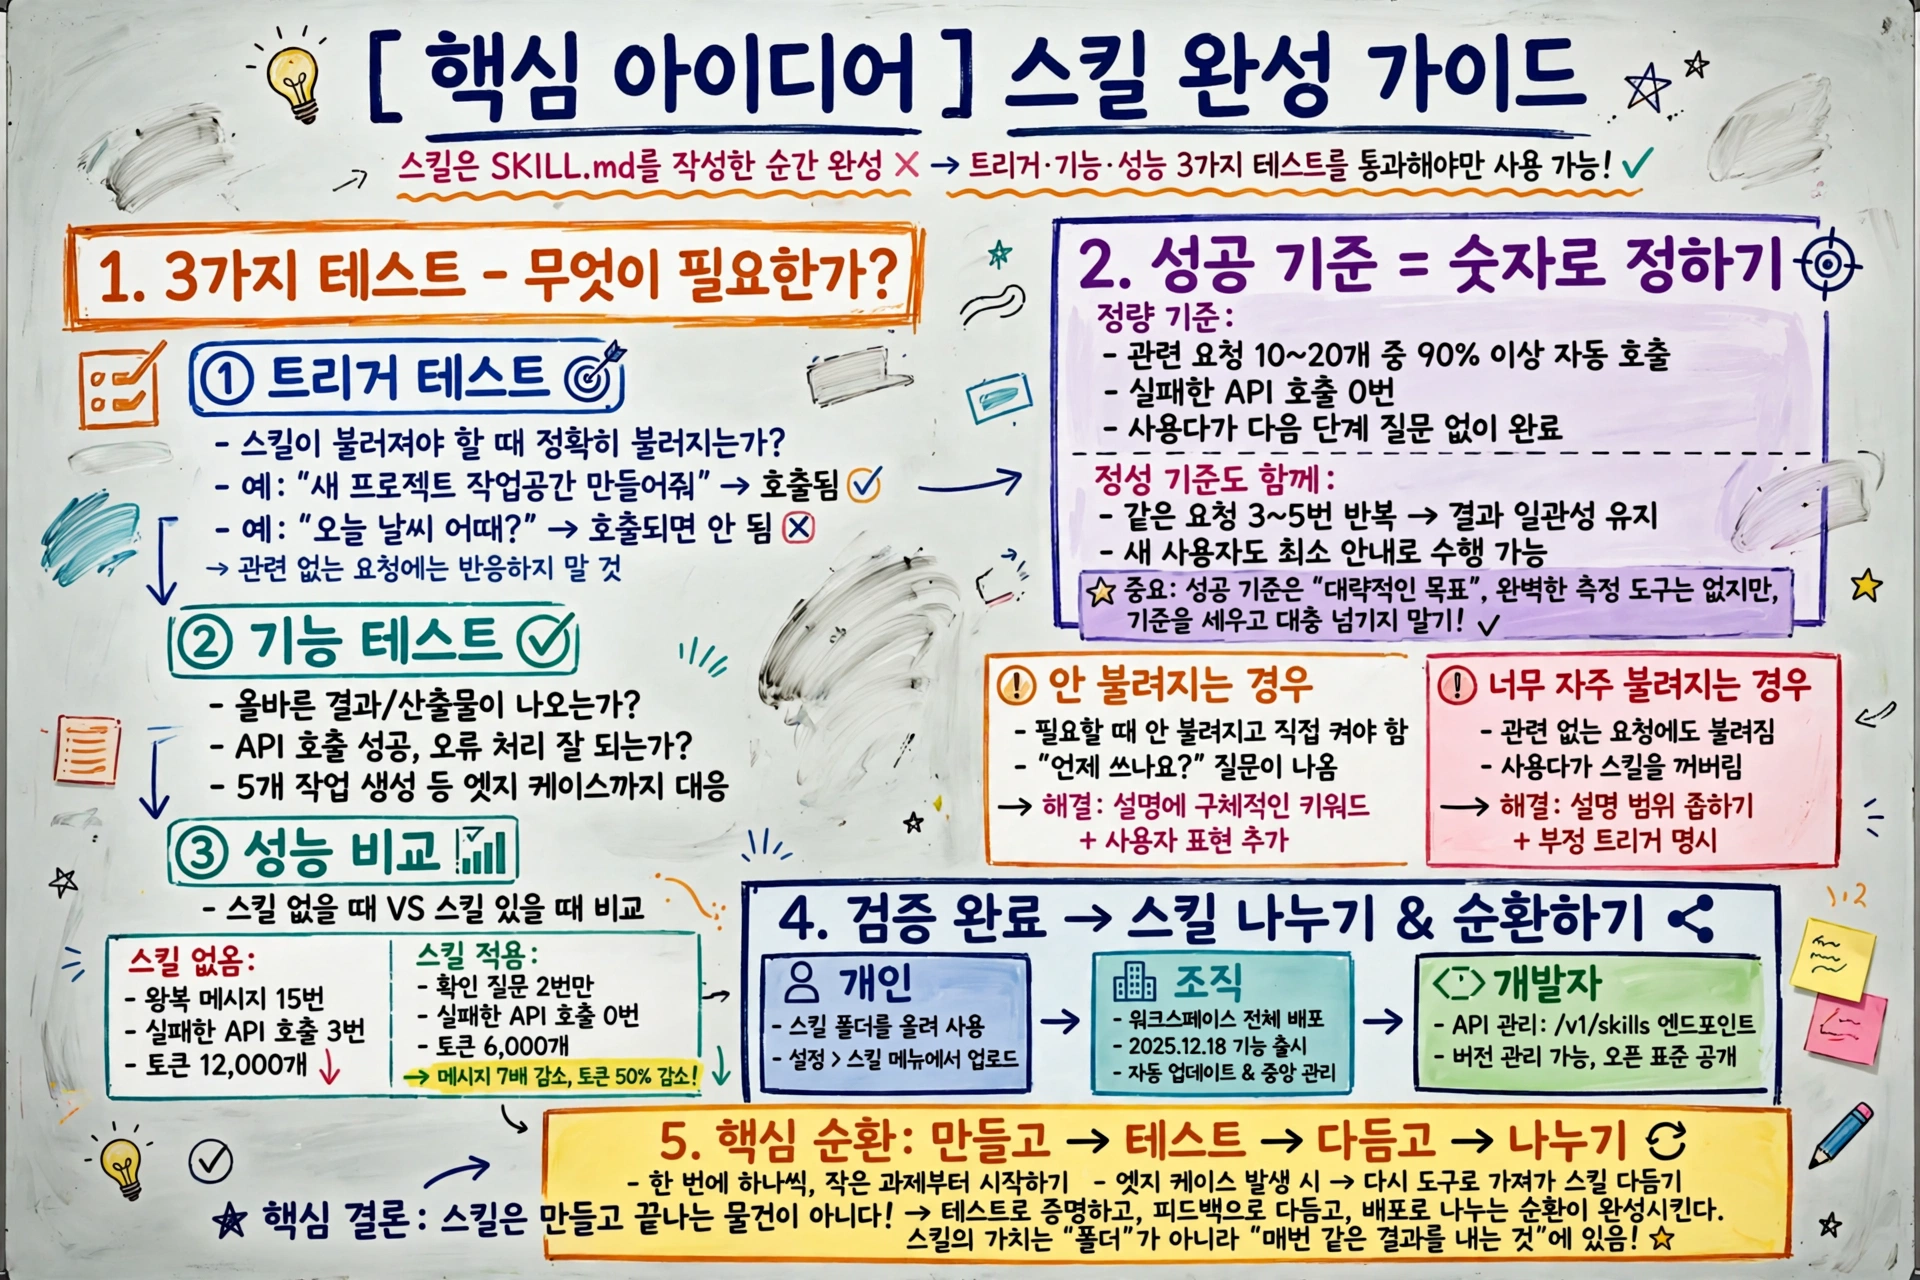 [ 핵심 아이디어 ] 스킬 완성 가이드
스킬은 SKILL.md를 작성한 순간 완성 ✕ → 트리거·기능·성능 3가지 테스트를 통과해야만 사용 가능! ✓
1. 3가지 테스트 - 무엇이 필요한가?
① 트리거 테스트
- 스킬이 불러져야 할 때 정확히 불러지는가?
- 예: “새 프로젝트 작업공간 만들어줘” → 호출됨
- 예: “오늘 날씨 어때?” → 호출되면 안 됨
→ 관련 없는 요청에는 반응하지 말 것
② 기능 테스트
- 올바른 결과/산출물이 나오는가?
- API 호출 성공, 오류 처리 잘 되는가?
- 5개 작업 생성 등 엣지 케이스까지 대응
③ 성능 비교
- 스킬 없을 때 VS 스킬 있을 때 비교
스킬 없옴:
- 왕복 메시지 15번
- 실패한 API 호출 3번
- 토큰 12,000개 ↓
스킬 적용:
- 확인 질문 2번만
- 실패한 API 호출 0번
- 토큰 6,000개
→ 메시지 7배 감소, 토큰 50% 감소!
2. 성공 기준 = 숫자로 정하기
정량 기준:
- 관련 요청 10~20개 중 90% 이상 자동 호출
- 실패한 API 호출 0번
- 사용다가 다음 단계 질문 없이 완료
정성 기준도 함께:
- 같은 요청 3~5번 반복 → 결과 일관성 유지
- 새 사용자도 최소 안내로 수행 가능
중요: 성공 기준은 “대략적인 목표”, 완벽한 측정 도구는 없지만,
기준을 세우고 대충 넘기지 말기! ✓
안 불려지는 경우
- 필요할 때 안 불려지고 직접 켜야 함
- “언제 쓰나요?” 질문이 나옴
→ 해결: 설명에 구체적인 키워드
+ 사용자 표현 추가
너무 자주 불려지는 경우
- 관련 없는 요청에도 불려짐
- 사용다가 스킬을 꺼버림
→ 해결: 설명 범위 좁하기
+ 부정 트리거 명시
4. 검증 완료 → 스킬 나누기 & 순환하기
개인
- 스킬 폴더를 올려 사용
- 설정 > 스킬 메뉴에서 업로드
조직
- 워크스페이스 전체 배포
- 2025.12.18 기능 출시
- 자동 업데이트 & 중앙 관리
개발자
- API 관리: /v1/skills 엔드포인트
- 버전 관리 가능, 오픈 표준 공개
5. 핵심 순환: 만들고 → 테스트 → 다듬고 → 나누기
- 한 번에 하나씩, 작은 과제부터 시작하기 - 엣지 케이스 발생 시 → 다시 도구로 가져가 스킬 다듬기
핵심 결론: 스킬은 만들고 끝나는 물건이 아니다! → 테스트로 증명하고, 피드백으로 다듬고, 배포로 나누는 순환이 완성시킨다.
스킬의 가치는 “폴더”가 아니라 “매번 같은 결과를 내는 것”에 있음!